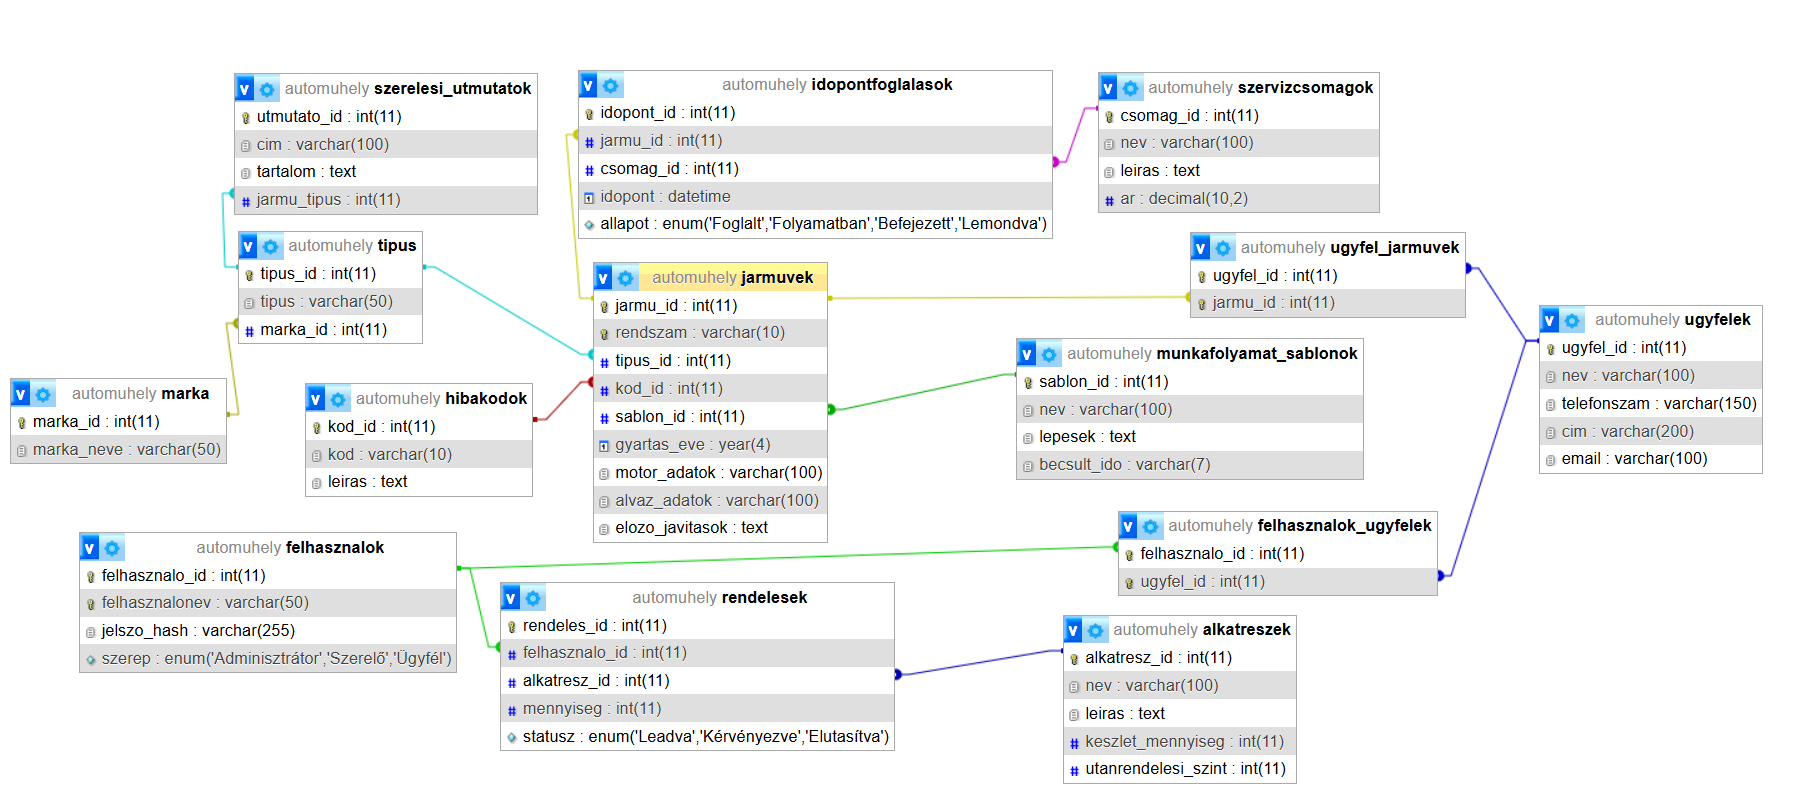 automuhely szerelesi_utmutatok
utmutato_id : int(11)
cim : varchar(100)
tartalom : text
jarmu_tipus : int(11)
automuhely idopontfoglalasok
idopont_id : int(11)
jarmu_id : int(11)
csomag_id : int(11)
idopont : datetime
allapot : enum('Foglalt','Folyamatban','Befejezett','Lemondva')
automuhely szervizcsomagok
csomag_id : int(11)
nev : varchar(100)
leiras : text
ar : decimal(10,2)
automuhely tipus
tipus_id : int(11)
tipus : varchar(50)
marka_id : int(11)
automuhely jarmuvek
jarmu_id : int(11)
rendszam : varchar(10)
tipus_id : int(11)
kod_id : int(11)
sablon_id : int(11)
gyartas_eve : year(4)
motor_adatok : varchar(100)
alvaz_adatok : varchar(100)
elozo_javitasok : text
automuhely ugyfel_jarmuvek
ugyfel_id : int(11)
jarmu_id : int(11)
automuhely ugyfelek
ugyfel_id : int(11)
nev : varchar(100)
telefonszam : varchar(150)
cim : varchar(200)
email : varchar(100)
automuhely munkafolyamat_sablonok
sablon_id : int(11)
nev : varchar(100)
lepesek : text
becsult_ido : varchar(7)
automuhely marka
marka_id : int(11)
marka_neve : varchar(50)
automuhely hibakodok
kod_id : int(11)
kod : varchar(10)
leiras : text
automuhely felhasznalok
felhasznalo_id : int(11)
felhasznalonev : varchar(50)
jelszo_hash : varchar(255)
szerep : enum('Adminisztrátor','Szerelő','Ügyfél')
automuhely felhasznalok_ugyfelek
felhasznalo_id : int(11)
ugyfel_id : int(11)
automuhely rendelesek
rendeles_id : int(11)
felhasznalo_id : int(11)
alkatresz_id : int(11)
mennyiseg : int(11)
statusz : enum('Leadva','Kérvényezve','Elutasítva')
automuhely alkatreszek
alkatresz_id : int(11)
nev : varchar(100)
leiras : text
keszlet_mennyiseg : int(11)
utanrendelesi_szint : int(11)